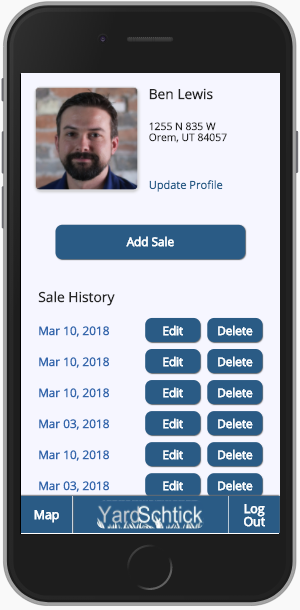 Ben Lewis
1255 N 835 W
Orem, UT 84057
Update Profile
Add Sale
Sale History
Mar 10, 2018 Edit Delete
Mar 10, 2018 Edit Delete
Mar 10, 2018 Edit Delete
Mar 03, 2018 Edit Delete
Mar 10, 2018 Edit Delete
Mar 03, 2018 Edit Delete
Map YardSchtick Log
Out